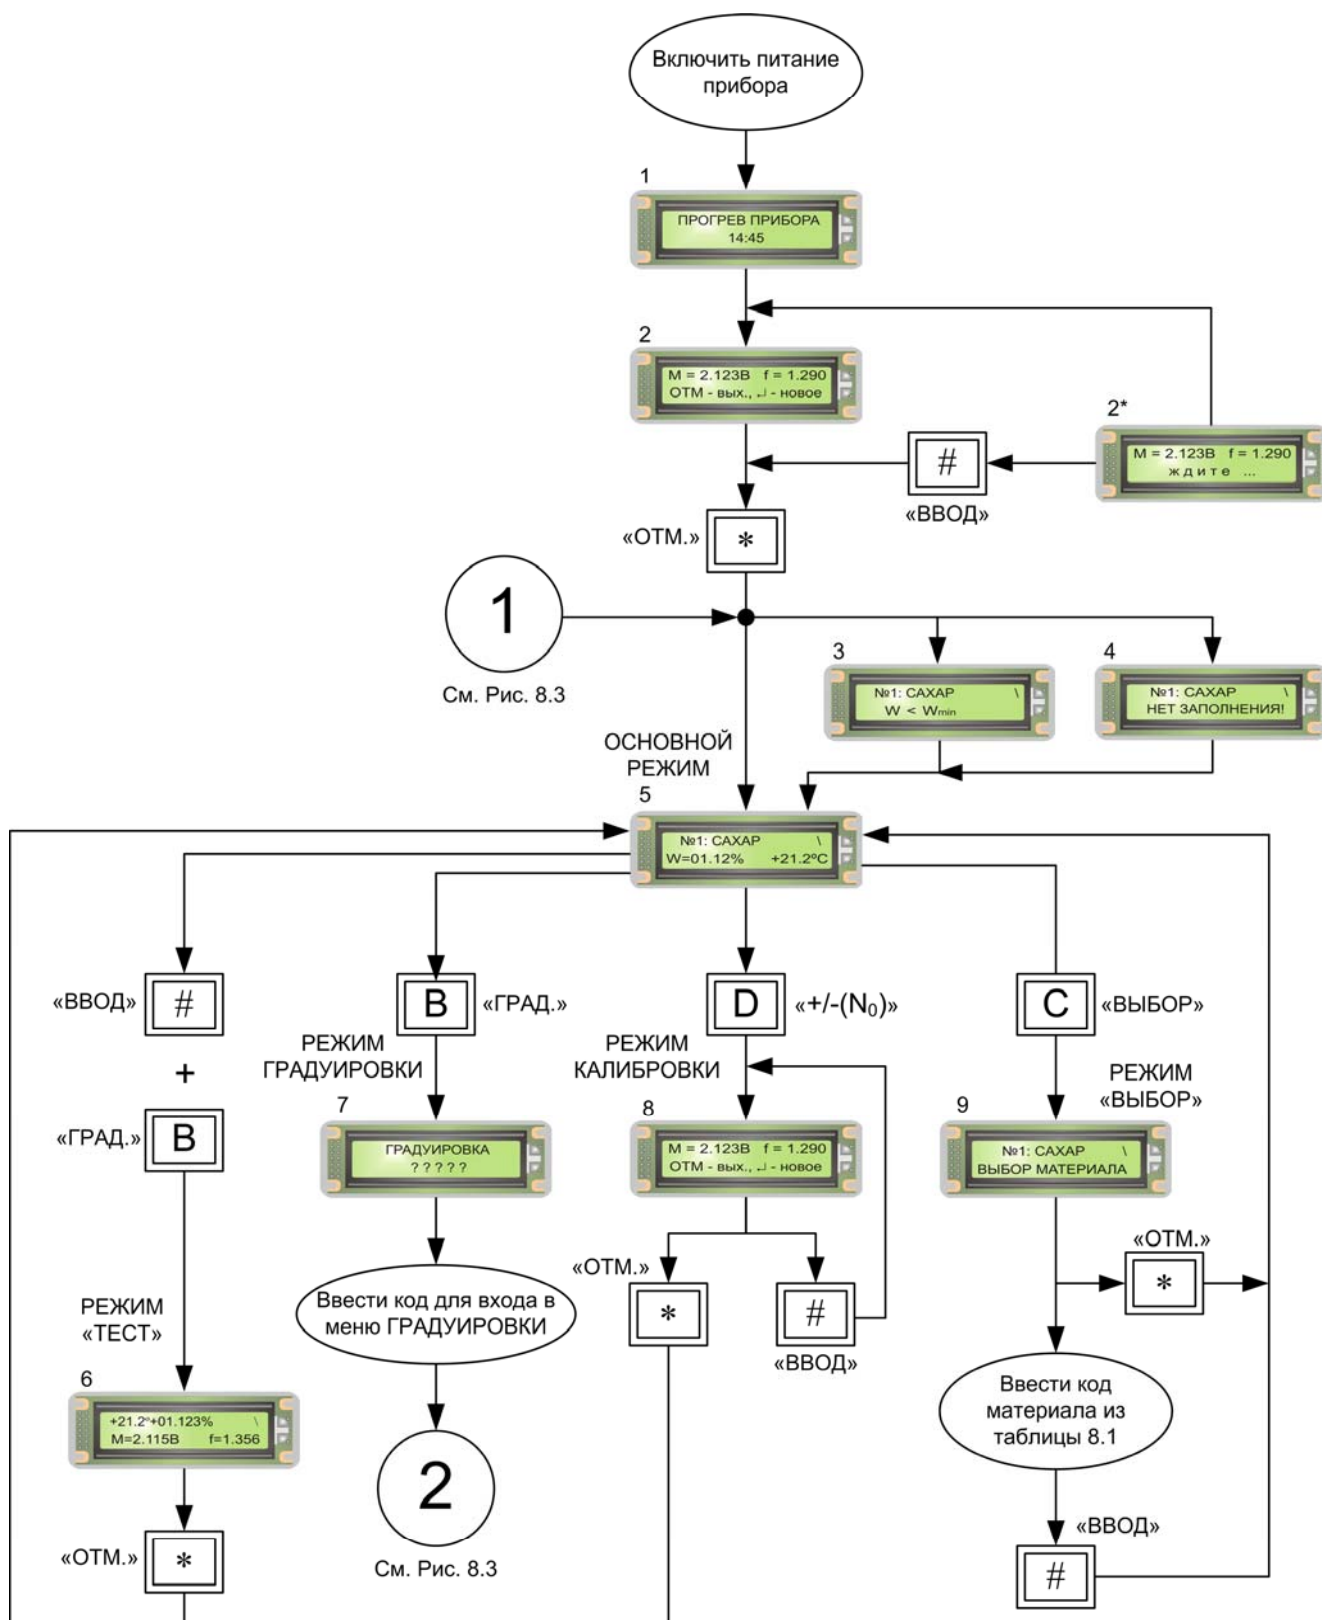 Включить питание
прибора
1
ПРОГРЕВ ПРИБОРА
14:45
2
M = 2.123В f = 1.290
ОТМ - вых., ↵ - новое
2*
M = 2.123В f = 1.290
ж д и т е ...
#
«ВВОД»
«ОТМ.»
*
1
См. Рис. 8.3
3
№1: САХАР \
W < Wmin
4
№1: САХАР \
НЕТ ЗАПОЛНЕНИЯ!
ОСНОВНОЙ
РЕЖИМ
5
№1: САХАР \
W=01.12% +21.2ºC
«ВВОД»
#
+
«ГРАД.»
B
РЕЖИМ
«ТЕСТ»
6
+21.2º+01.123% \
M=2.115В f=1.356
«ОТМ.»
*
B
«ГРАД.»
РЕЖИМ
ГРАДУИРОВКИ
7
ГРАДУИРОВКА
? ? ? ? ?
Ввести код для входа в
меню ГРАДУИРОВКИ
2
См. Рис. 8.3
D
«+/-(N₀)»
РЕЖИМ
КАЛИБРОВКИ
8
M = 2.123В f = 1.290
ОТМ - вых., ↵ - новое
«ОТМ.»
*
#
«ВВОД»
C
«ВЫБОР»
РЕЖИМ
«ВЫБОР»
9
№1: САХАР \
ВЫБОР МАТЕРИАЛА
«ОТМ.»
*
Ввести код
материала из
таблицы 8.1
«ВВОД»
#